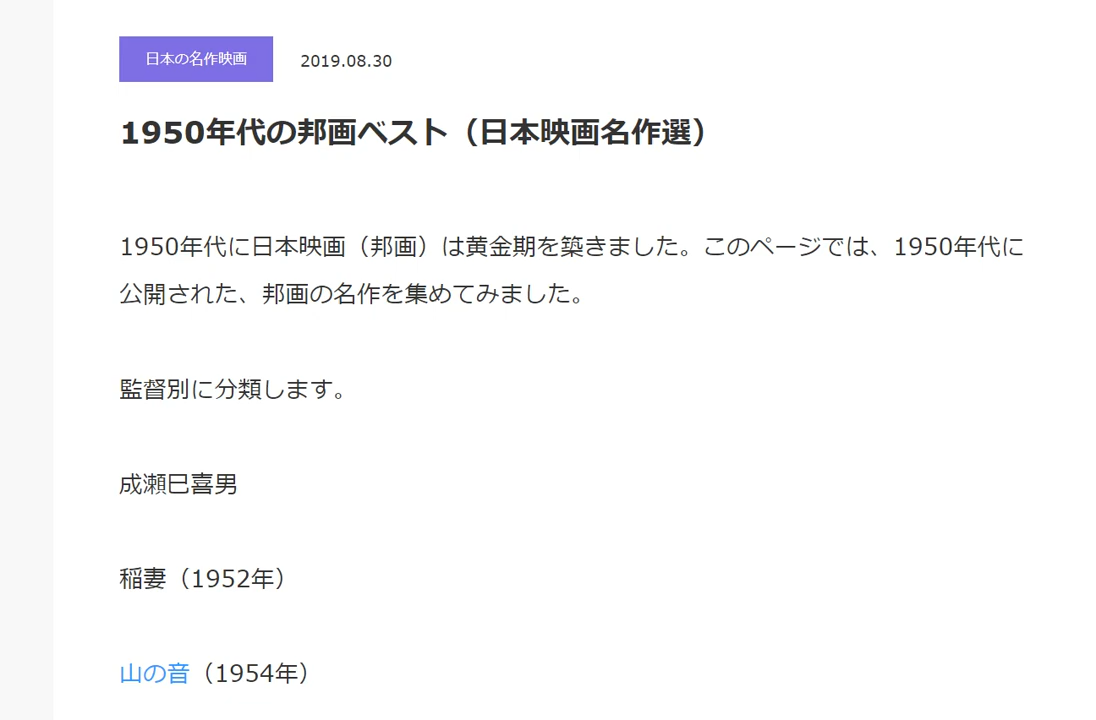 日本の名作映画
2019.08.30
1950年代の邦画ベスト（日本映画名作選）
1950年代に日本映画（邦画）は黄金期を築きました。このページでは、1950年代に
公開された、邦画の名作を集めてみました。
監督別に分類します。
成瀬巳喜男
稲妻（1952年）
山の音（1954年）